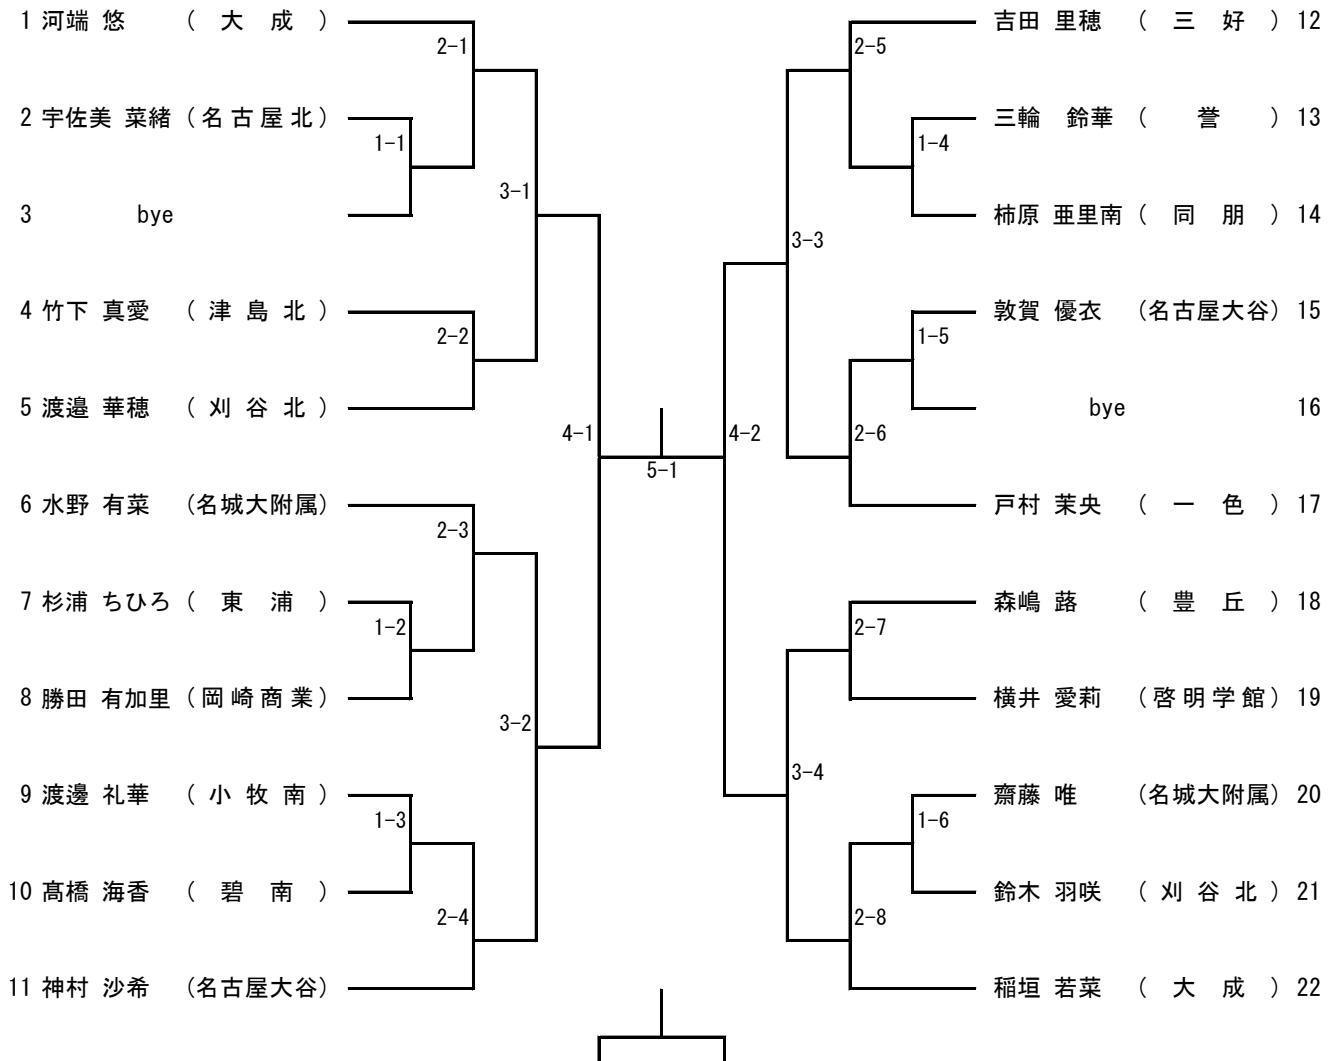 1 河端 悠 ( 大 成 )
2-1
2 宇佐美 菜緒 (名古屋北)
1-1
3 bye
3-1
4 竹下 真愛 ( 津 島 北 )
2-2
5 渡邉 華穂 ( 刈 谷 北 )
4-1
6 水野 有菜 (名城大附属)
2-3
7 杉浦 ちひろ ( 東 浦 )
1-2
8 勝田 有加里 (岡崎商業)
3-2
9 渡邊 礼華 ( 小 牧 南 )
1-3
10 髙橋 海香 ( 碧 南 )
2-4
11 神村 沙希 (名古屋大谷)
5-1
吉田 里穂 ( 三 好 ) 12
2-5
三輪 鈴華 ( 誉 ) 13
1-4
柿原 亜里南 ( 同 朋 ) 14
3-3
敦賀 優衣 (名古屋大谷) 15
1-5
bye 16
4-2
2-6
戸村 茉央 ( 一 色 ) 17
森嶋 蕗 ( 豊 丘 ) 18
2-7
横井 愛莉 (啓明学館) 19
3-4
齋藤 唯 (名城大附属) 20
1-6
鈴木 羽咲 ( 刈 谷 北 ) 21
2-8
稲垣 若菜 ( 大 成 ) 22